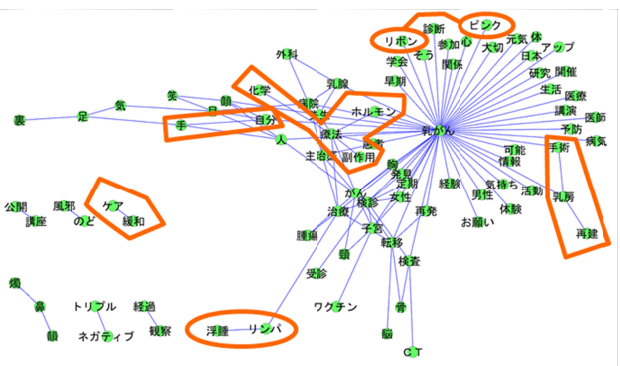 診断
ピンク
リボン
参加
心
元気
休
そう
大切
アップ
外科
学会
関係
日本
早期
研究
開催
化学
乳腺
生活
笑
顔
病院
医療
気
目
ホルモン
講演
医師
裏
足
手
自分
療法
乳がん
予防
人
患者
病気
主治医
副作用
手術
可能
胸
情報
発見
定期
経験
気持ち
男性
活動
乳房
ケア
がん
検診
女性
公開
風邪
治療
再発
体験
講座
のど
緩和
子宮
お願い
再建
腫瘍
転移
頸
検査
受診
鼻
トリブル
経過
ワクチン
骨
額
ネガティブ
観察
浮腫
リンパ
脳
CT